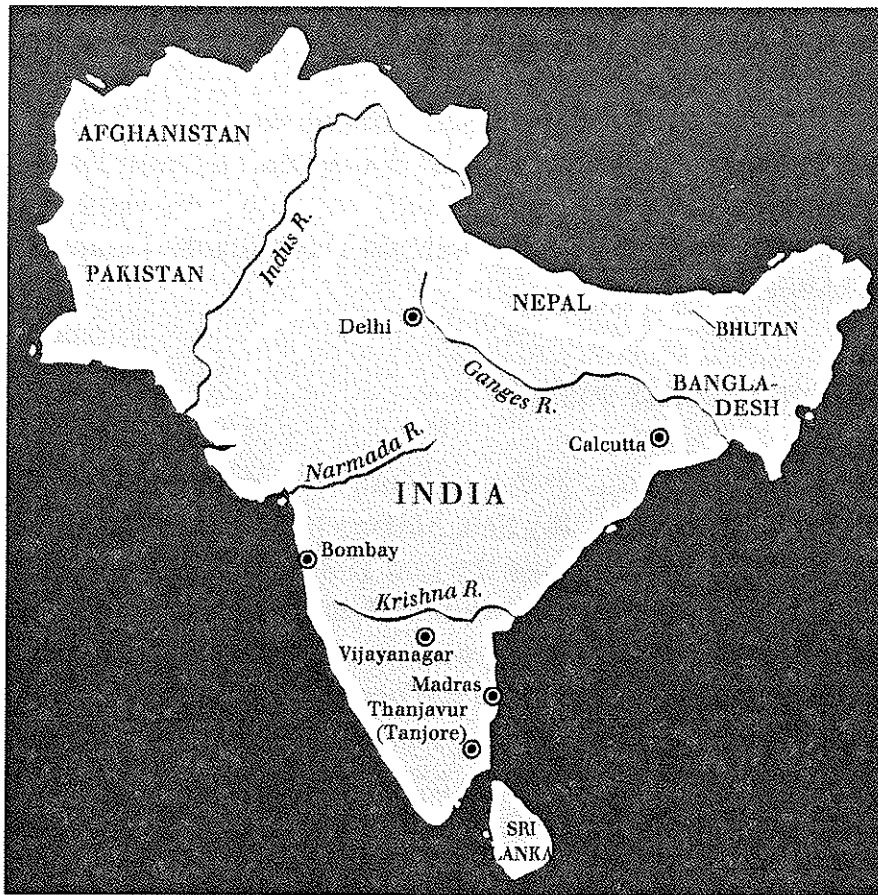 AFGHANISTAN
Indus R.
PAKISTAN
NEPAL
Delhi
BHUTAN
Ganges R.
BANGLA-
DESH
Calcutta
Narmada R.
INDIA
Bombay
Krishna R.
Vijayanagar
Madras
Thanjavur
(Tanjore)
SRI
LANKA